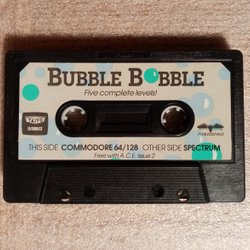 BUBBLE BOBBLE
Five complete levels!
THIS SIDE COMMODORE 64/128 OTHER SIDE SPECTRUM
Free with A.C.E. Issue 2